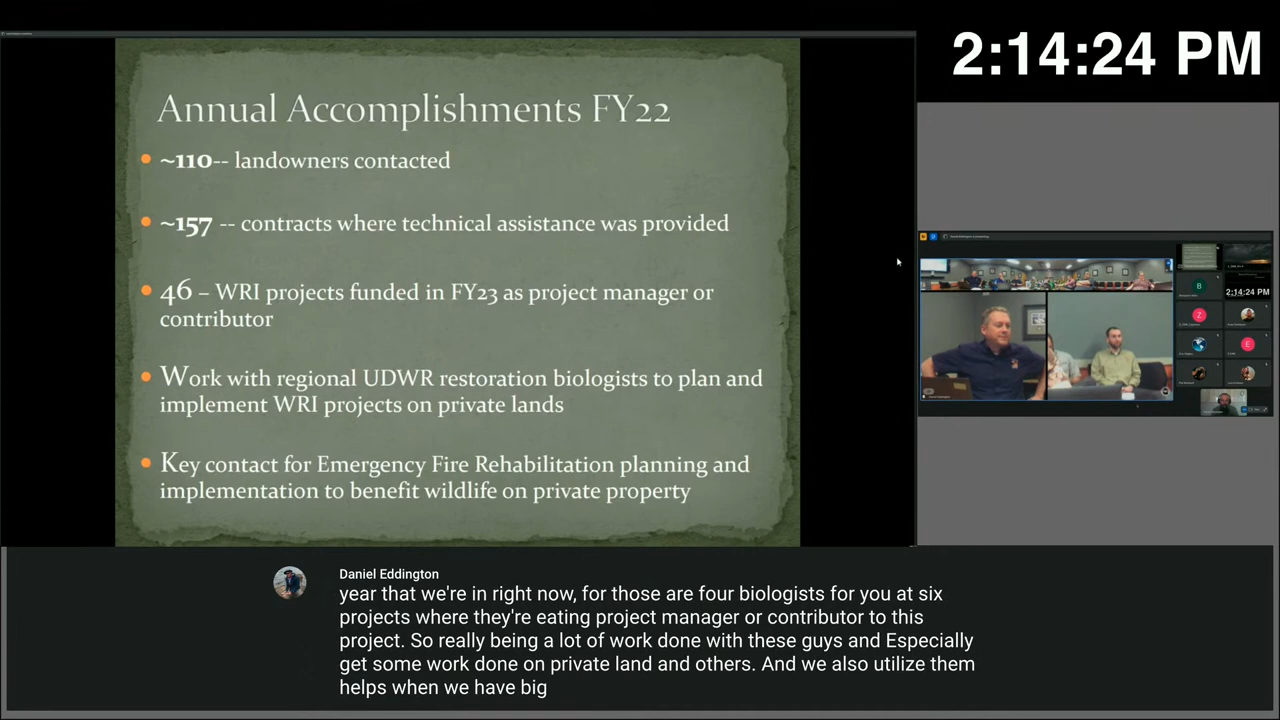 2:14:24 PM
Annual Accomplishments FY22
~110-- landowners contacted
~157 -- contracts where technical assistance was provided
46 – WRI projects funded in FY23 as project manager or
contributor
Work with regional UDWR restoration biologists to plan and
implement WRI projects on private lands
Key contact for Emergency Fire Rehabilitation planning and
implementation to benefit wildlife on private property
B
2:14:24 PM
Z
E
Daniel Eddington
year that we're in right now, for those are four biologists for you at six
projects where they're eating project manager or contributor to this
project. So really being a lot of work done with these guys and Especially
get some work done on private land and others. And we also utilize them
helps when we have big